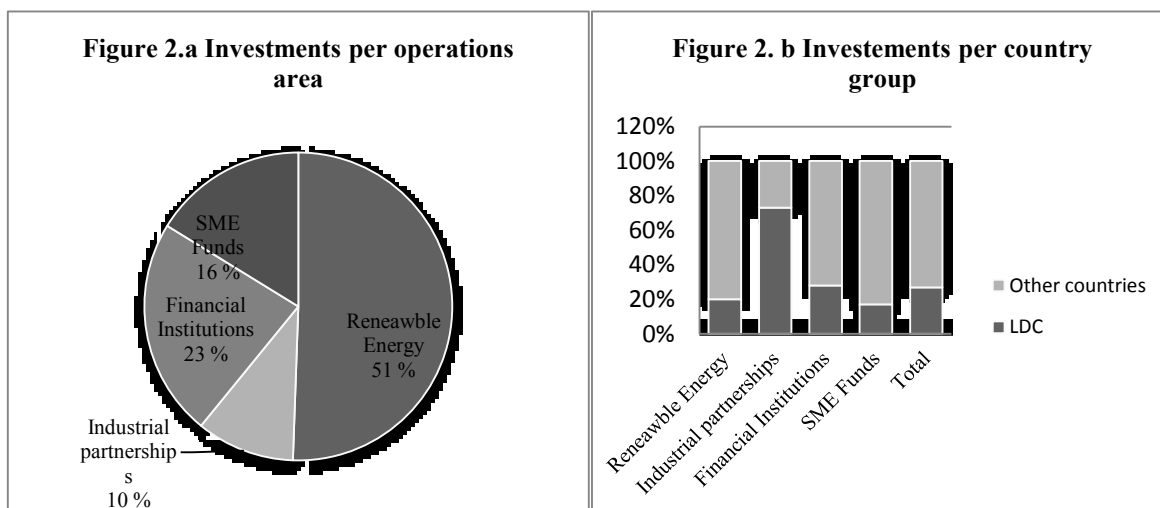 Figure 2.a Investments per operations
area
SME
Funds
16 %
Financial
Institutions
23 %
Reneawble
Energy
51 %
Industrial
partnership
s
10 %
Figure 2. b Investements per country
group
120%
100%
80%
60%
40%
20%
0%
Reneawble Energy
Industrial partnerships
Financial Institutions
SME Funds
Total
Other countries
LDC